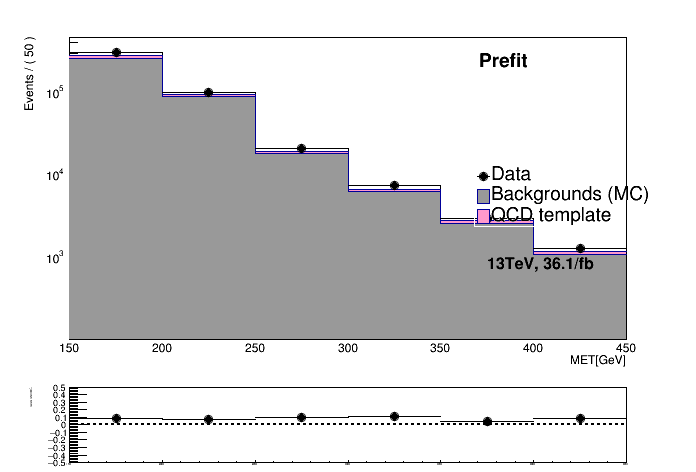 Prefit
Events / ( 50 )
10^5
10^4
10^3
Data
Backgrounds (MC)
QCD template
13TeV, 36.1/fb
150 200 250 300 350 400 450
MET[GeV]
0.5
0.4
0.3
0.2
0.1
0
−0.1
−0.2
−0.3
−0.4
−0.5